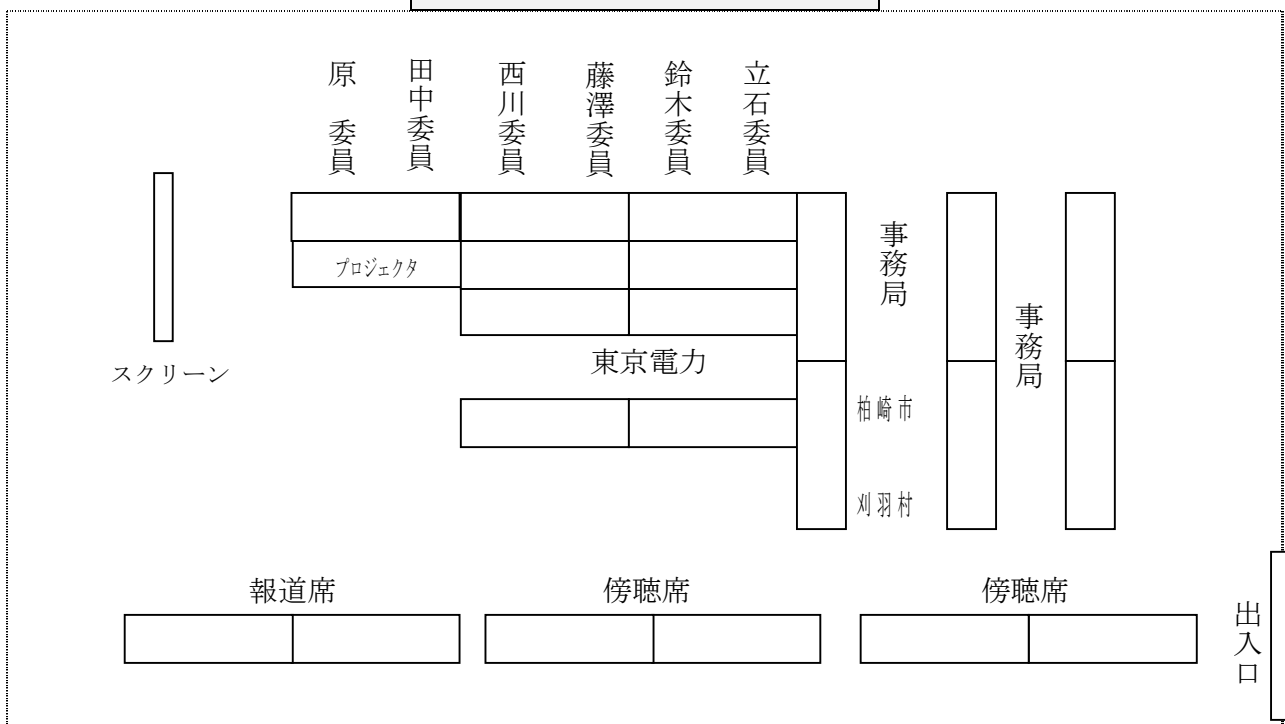 原　委員
田中委員
西川委員
藤澤委員
鈴木委員
立石委員
プロジェクタ
スクリーン
東京電力
事務局
柏崎市
刈羽村
事務局
報道席
傍聴席
傍聴席
出入口